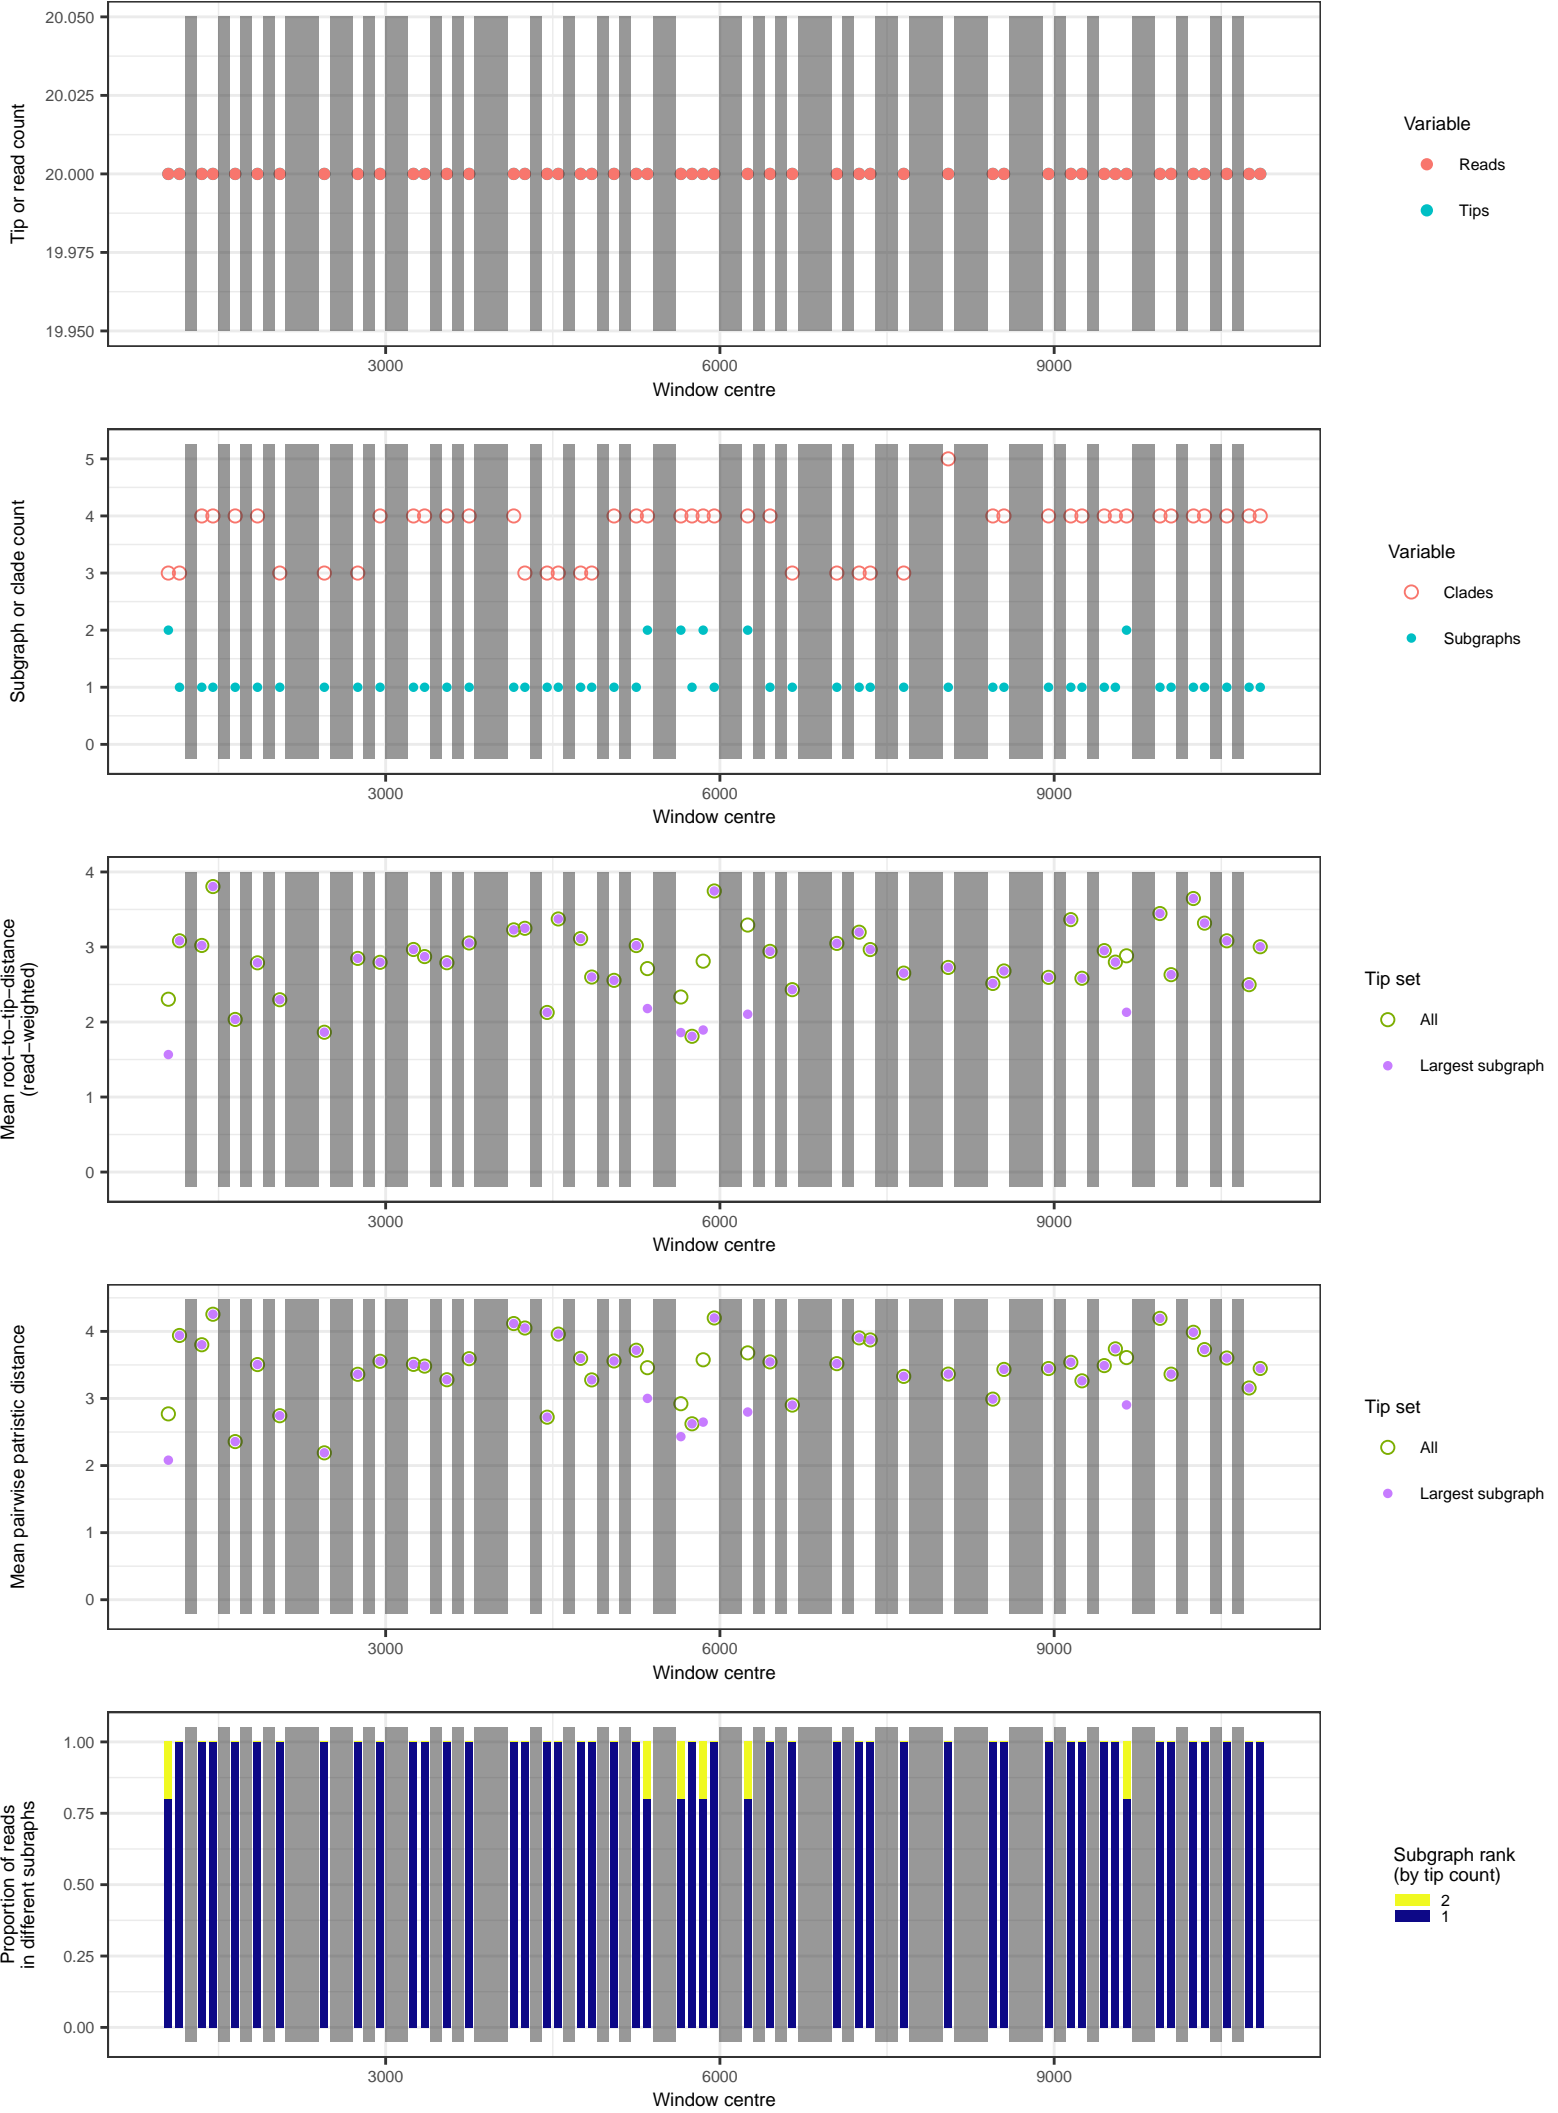 20.050
20.025
20.000
19.975
19.950
Tip or read count
3000 6000 9000
Window centre
Variable
Reads
Tips
5
4
3
2
1
0
Subgraph or clade count
3000 6000 9000
Window centre
Variable
Clades
Subgraphs
4
3
2
1
0
Mean root−to−tip−distance
(read−weighted)
3000 6000 9000
Window centre
Tip set
All
Largest subgraph
4
3
2
1
0
Mean pairwise patristic distance
3000 6000 9000
Window centre
Tip set
All
Largest subgraph
1.00
0.75
0.50
0.25
0.00
Proportion of reads
in different subraphs
3000 6000 9000
Window centre
Subgraph rank
(by tip count)
2
1